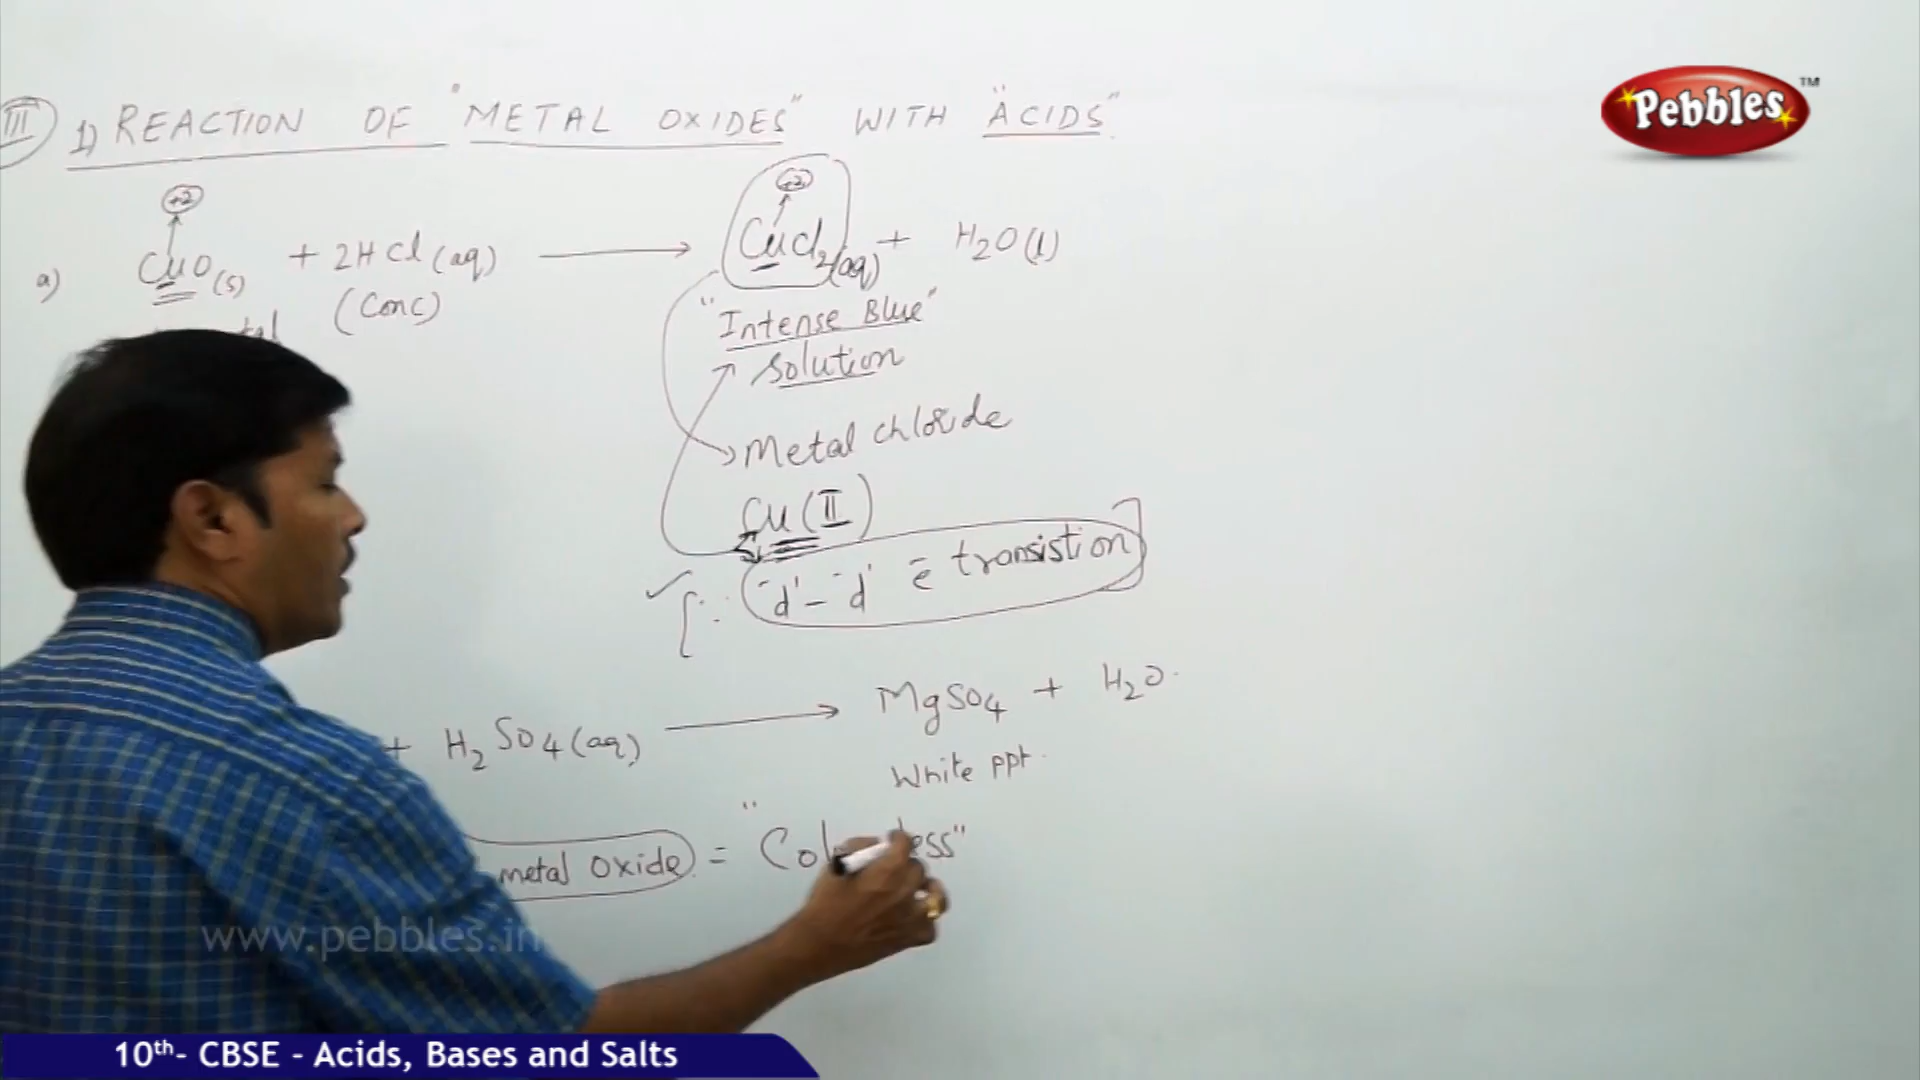 III 1) REACTION OF "METAL OXIDES" WITH "ACIDS"
+2
+2
a) CuO(s) + 2HCl(aq) → CuCl2(aq) + H2O(l)
(Conc)
"Intense Blue"
Solution
Metal chloride
Cu(II)
[∵ 'd'-'d' e̅ transistion]
+ H2SO4(aq) → MgSO4 + H2O.
White ppt.
metal oxide = "
ess"
Pebbles™
www.pebbles.in
10th- CBSE - Acids, Bases and Salts